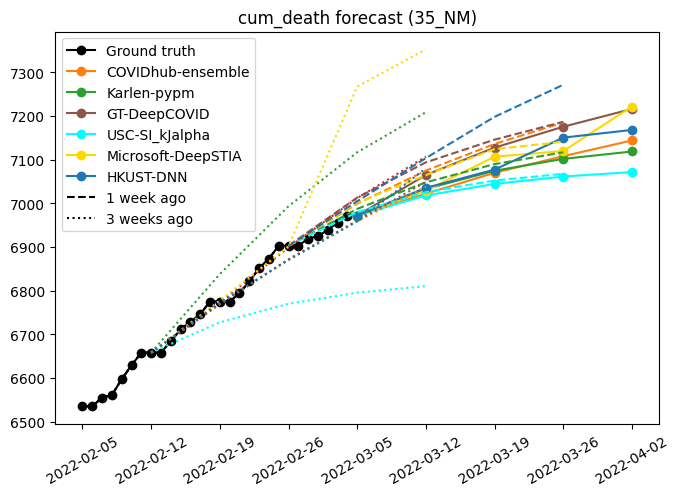 cum_death forecast (35_NM)
Ground truth
COVIDhub-ensemble
Karlen-pypm
GT-DeepCOVID
USC-SI_kJalpha
Microsoft-DeepSTIA
HKUST-DNN
1 week ago
3 weeks ago
7300
7200
7100
7000
6900
6800
6700
6600
6500
2022-02-05
2022-02-12
2022-02-19
2022-02-26
2022-03-05
2022-03-12
2022-03-19
2022-03-26
2022-04-02